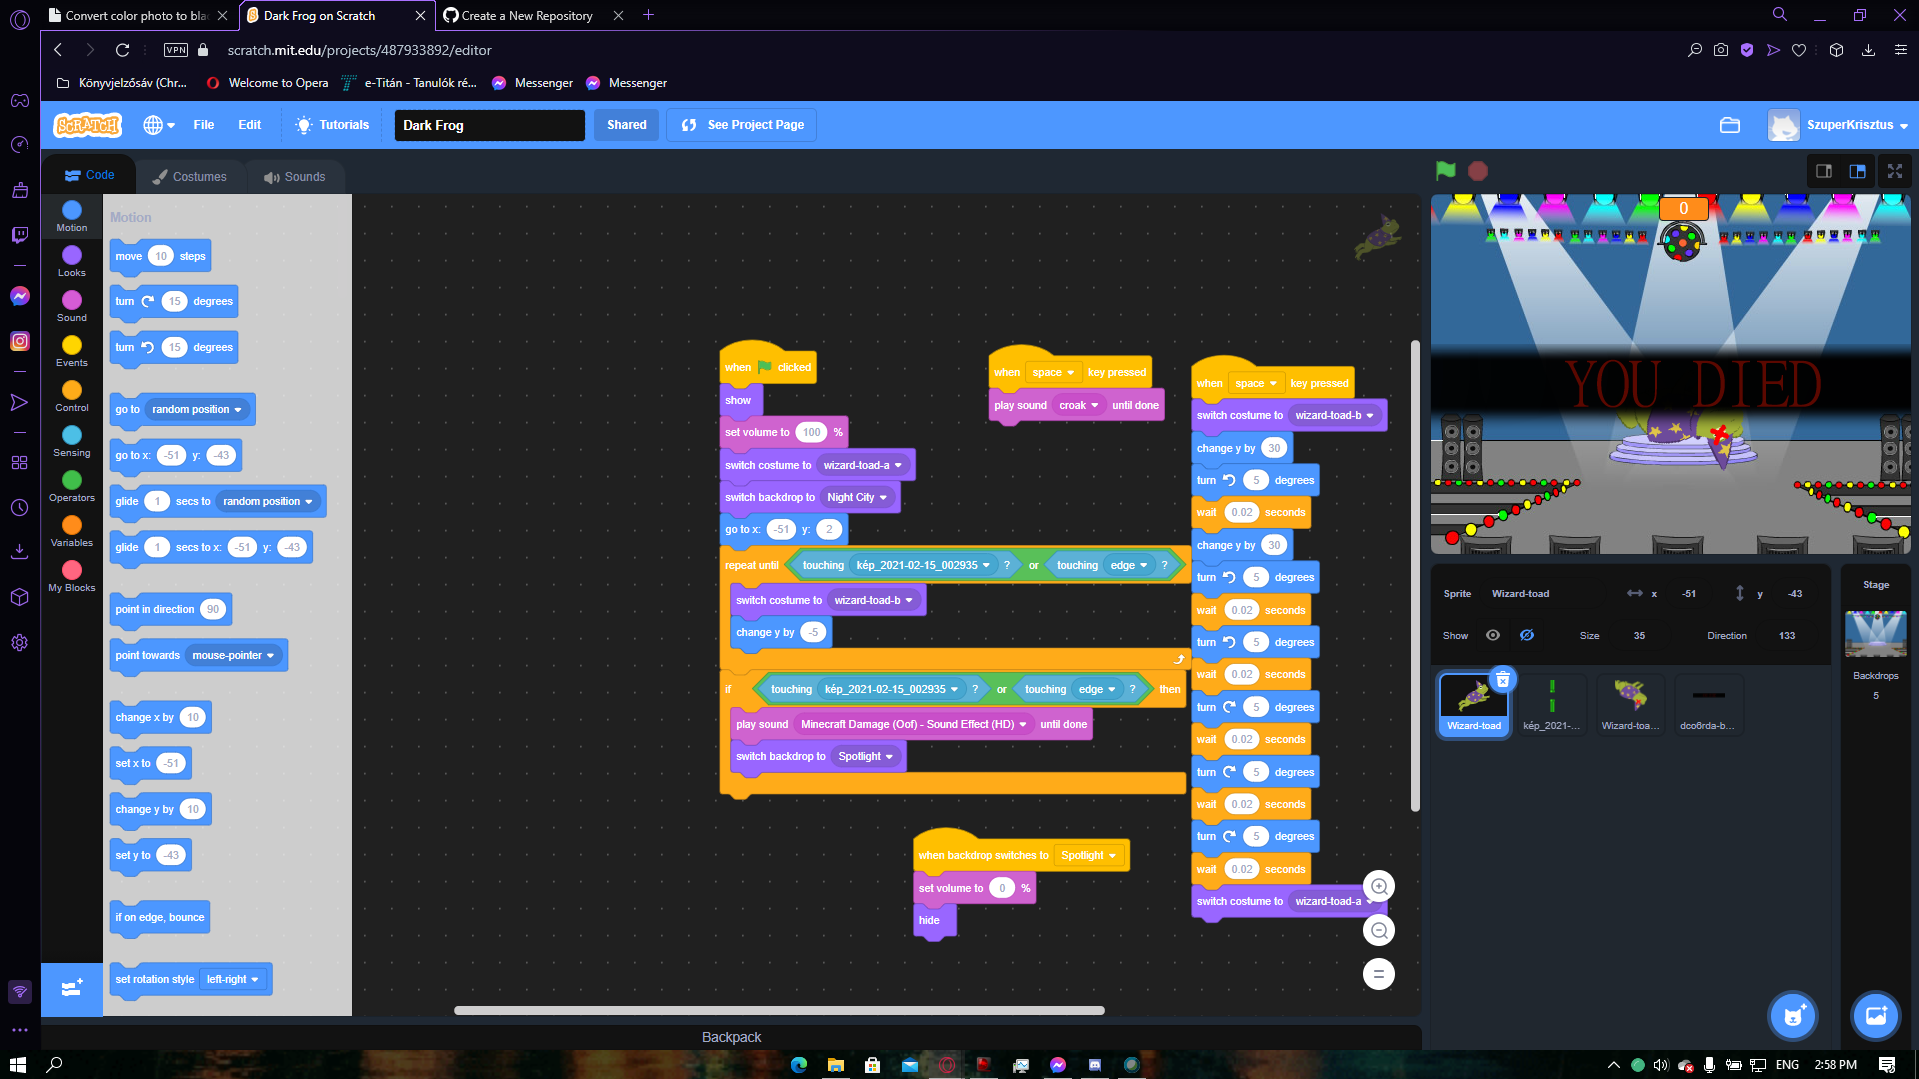 Convert color photo to bla
Dark Frog on Scratch
Create a New Repository
VPN
scratch.mit.edu/projects/487933892/editor
Könyvjelzősáv (Chr...
Welcome to Opera
e-Titán - Tanulók ré...
Messenger
Messenger
SCRATCH
File
Edit
Tutorials
Dark Frog
Shared
See Project Page
SzuperKrisztus
Code
Costumes
Sounds
Motion
Looks
Sound
Events
Control
Sensing
Operators
Variables
My Blocks
Motion
move 10 steps
turn 15 degrees
turn 15 degrees
go to random position
go to x: -51 y: -43
glide 1 secs to random position
glide 1 secs to x: -51 y: -43
point in direction 90
point towards mouse-pointer
change x by 10
set x to -51
change y by 10
set y to -43
if on edge, bounce
set rotation style left-right
when clicked
show
set volume to 100 %
switch costume to wizard-toad-a
switch backdrop to Night City
go to x: -51 y: 2
repeat until touching kép_2021-02-15_002935 ? or touching edge ?
switch costume to wizard-toad-b
change y by -5
if touching kép_2021-02-15_002935 ? or touching edge ? then
play sound Minecraft Damage (Oof) - Sound Effect (HD) until done
switch backdrop to Spotlight
when space key pressed
play sound croak until done
when backdrop switches to Spotlight
set volume to 0 %
hide
when space key pressed
switch costume to wizard-toad-b
change y by 30
turn 5 degrees
wait 0.02 seconds
change y by 30
turn 5 degrees
wait 0.02 seconds
turn 5 degrees
wait 0.02 seconds
turn 5 degrees
wait 0.02 seconds
turn 5 degrees
wait 0.02 seconds
turn 5 degrees
wait 0.02 seconds
switch costume to wizard-toad-a
0
YOU DIED
Sprite
Wizard-toad
x
-51
y
-43
Show
Size
35
Direction
133
Wizard-toad
kép_2021-...
Wizard-toa...
dco6rda-b...
Stage
Backdrops
5
Backpack
ENG
2:58 PM